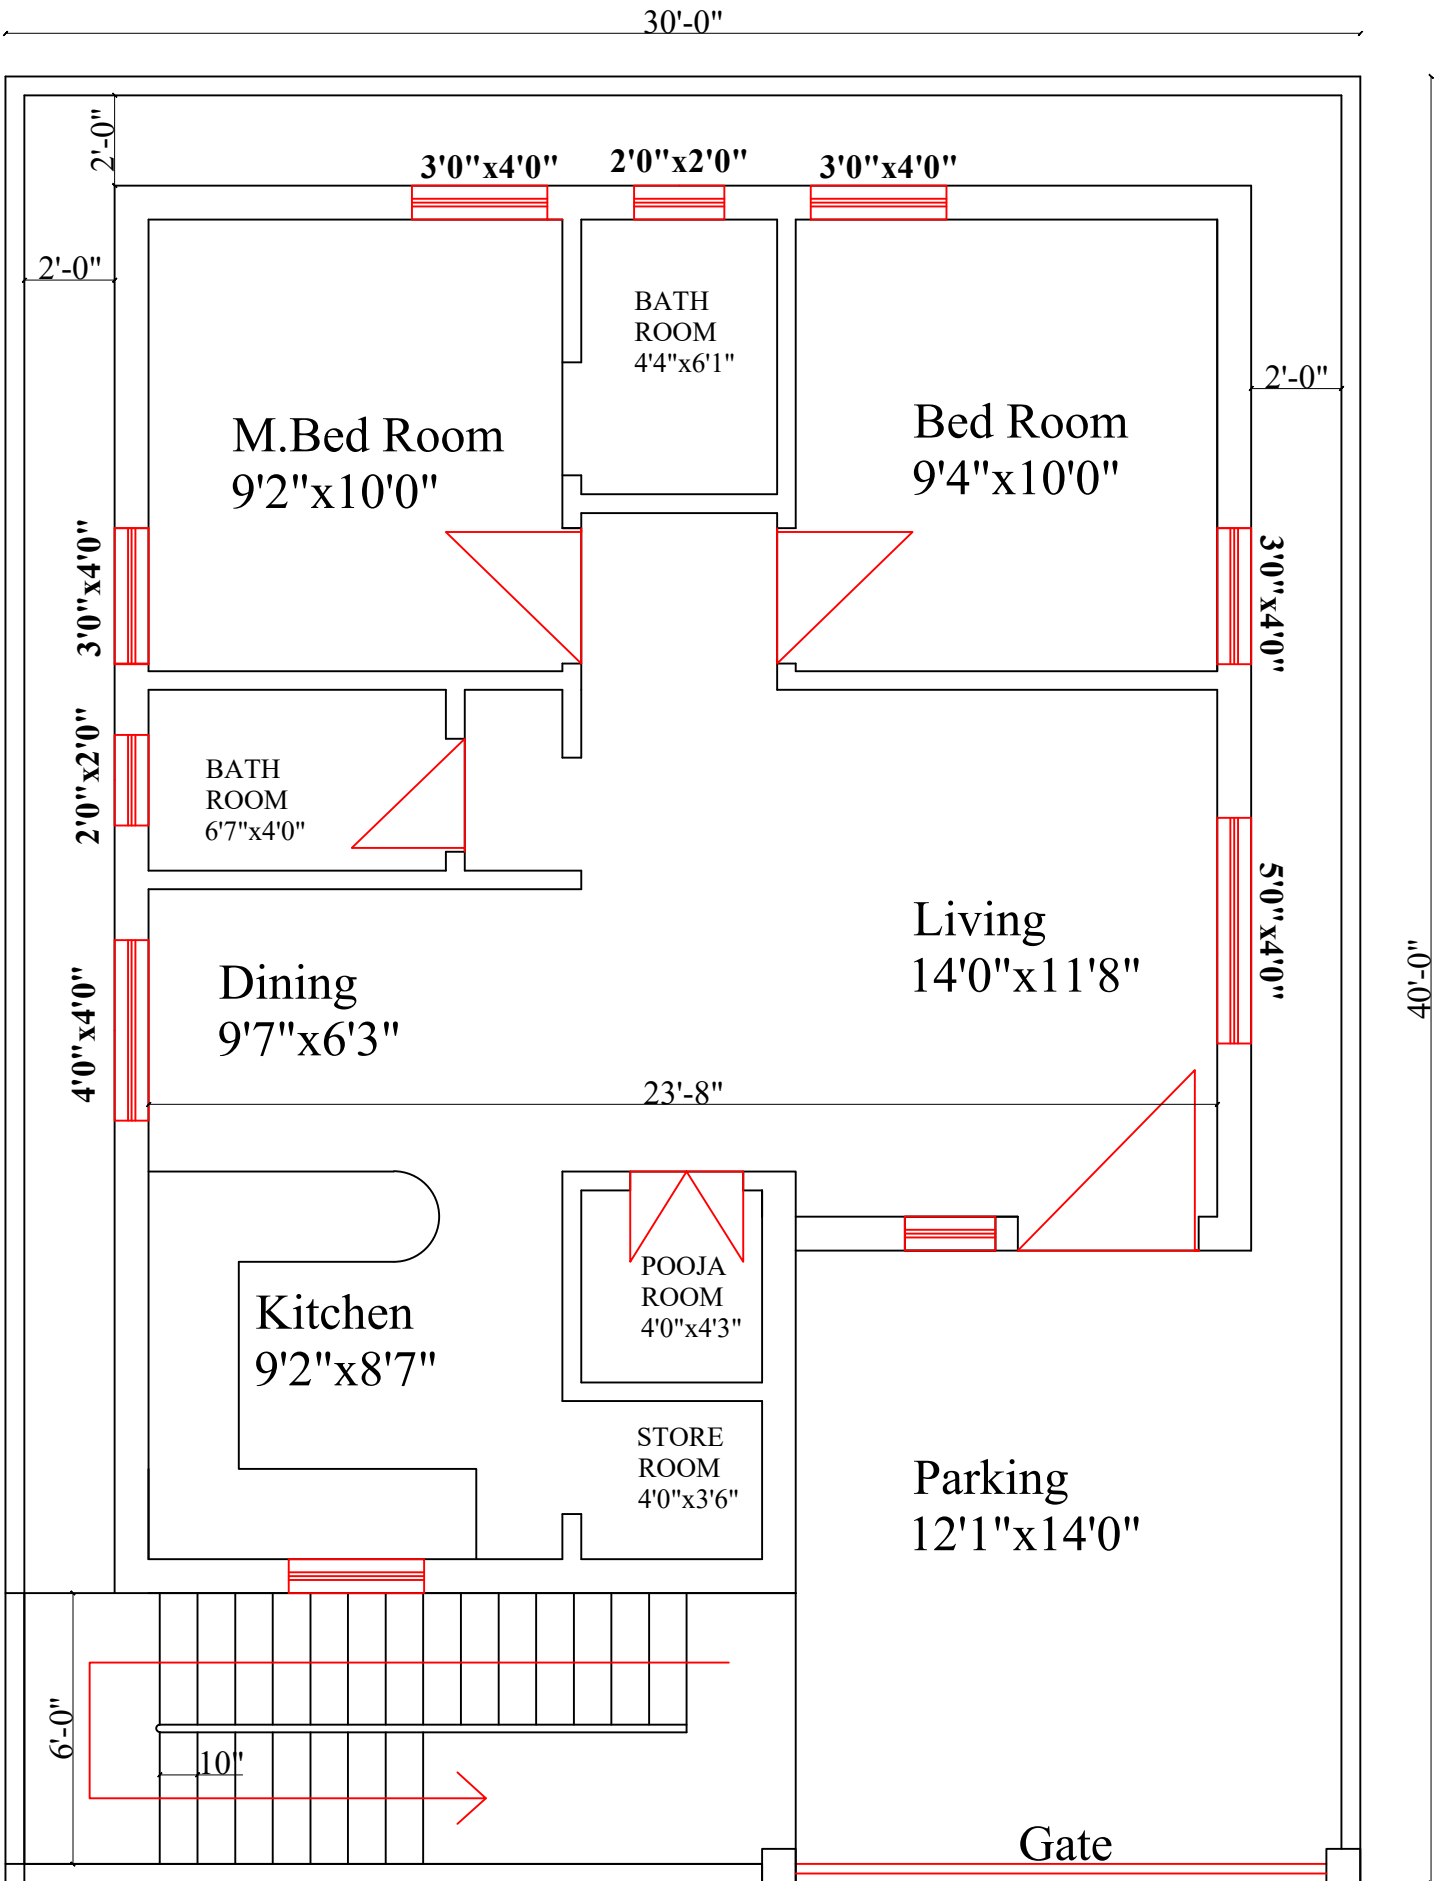 30'-0"
2'-0"
3'0"x4'0"
2'0"x2'0"
3'0"x4'0"
2'-0"
BATH
ROOM
4'4"x6'1"
2'-0"
M.Bed Room
9'2"x10'0"
Bed Room
9'4"x10'0"
3'0"x4'0"
3'0"x4'0"
2'0"x2'0"
BATH
ROOM
6'7"x4'0"
5'0"x4'0"
Living
14'0"x11'8"
40'-0"
4'0"x4'0"
Dining
9'7"x6'3"
23'-8"
POOJA
ROOM
4'0"x4'3"
Kitchen
9'2"x8'7"
STORE
ROOM
4'0"x3'6"
Parking
12'1"x14'0"
6'-0"
10"
Gate